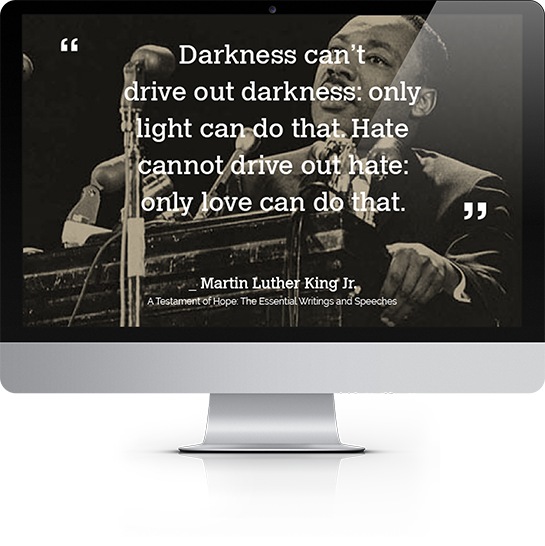 “
Darkness can't
drive out darkness: only
light can do that. Hate
cannot drive out hate:
only love can do that.
”
_ Martin Luther King Jr.
A Testament of Hope: The Essential Writings and Speeches